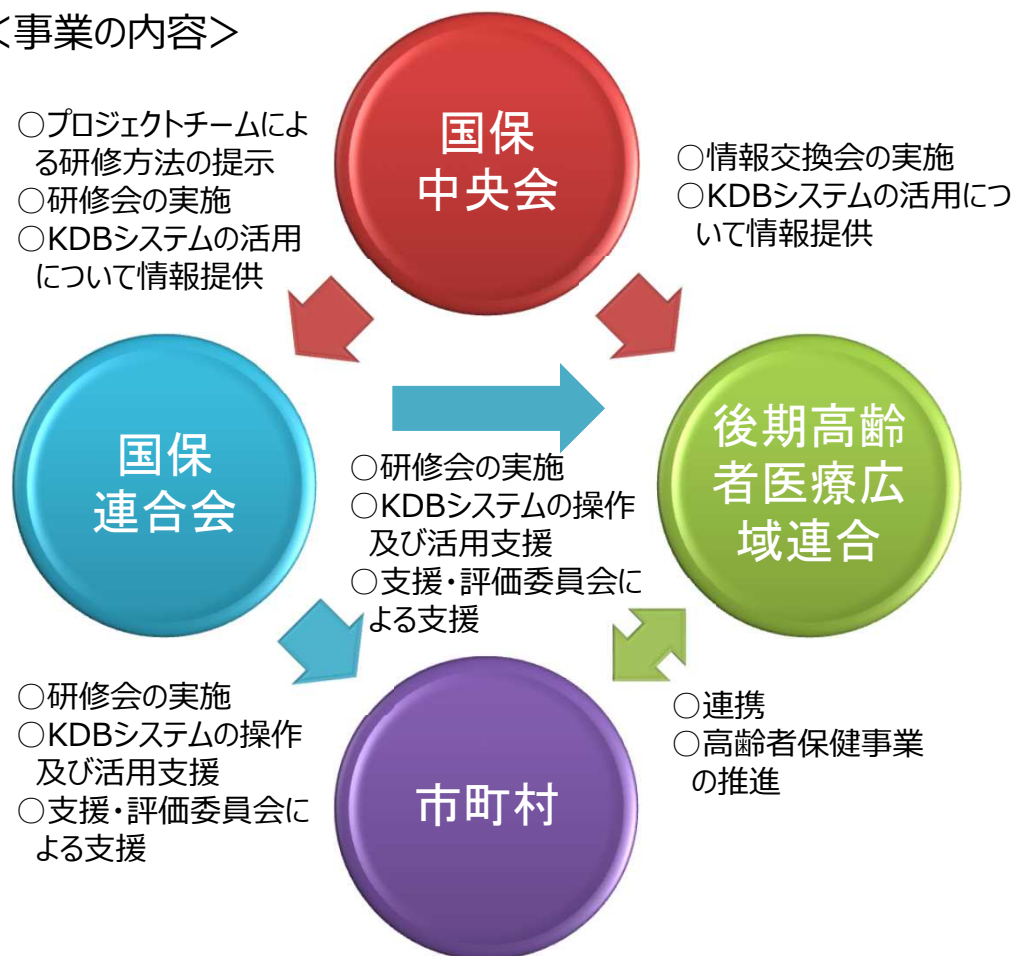 ＜事業の内容＞
国保
中央会
○プロジェクトチームによ
る研修方法の提示
○研修会の実施
○KDBシステムの活用
について情報提供
○情報交換会の実施
○KDBシステムの活用につ
いて情報提供
国保
連合会
○研修会の実施
○KDBシステムの操作
及び活用支援
○支援・評価委員会に
よる支援
後期高齢
者医療広
域連合
○研修会の実施
○KDBシステムの操作
及び活用支援
○支援・評価委員会に
よる支援
市町村
○連携
○高齢者保健事業
の推進